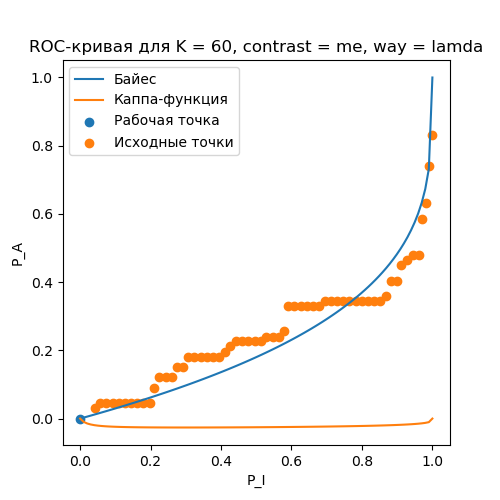 ROC-кривая для K = 60, contrast = me, way = lamda
1.0
0.8
0.6
0.4
0.2
0.0
P_A
Байес
Каппа-функция
Рабочая точка
Исходные точки
0.0 0.2 0.4 0.6 0.8 1.0
P_I